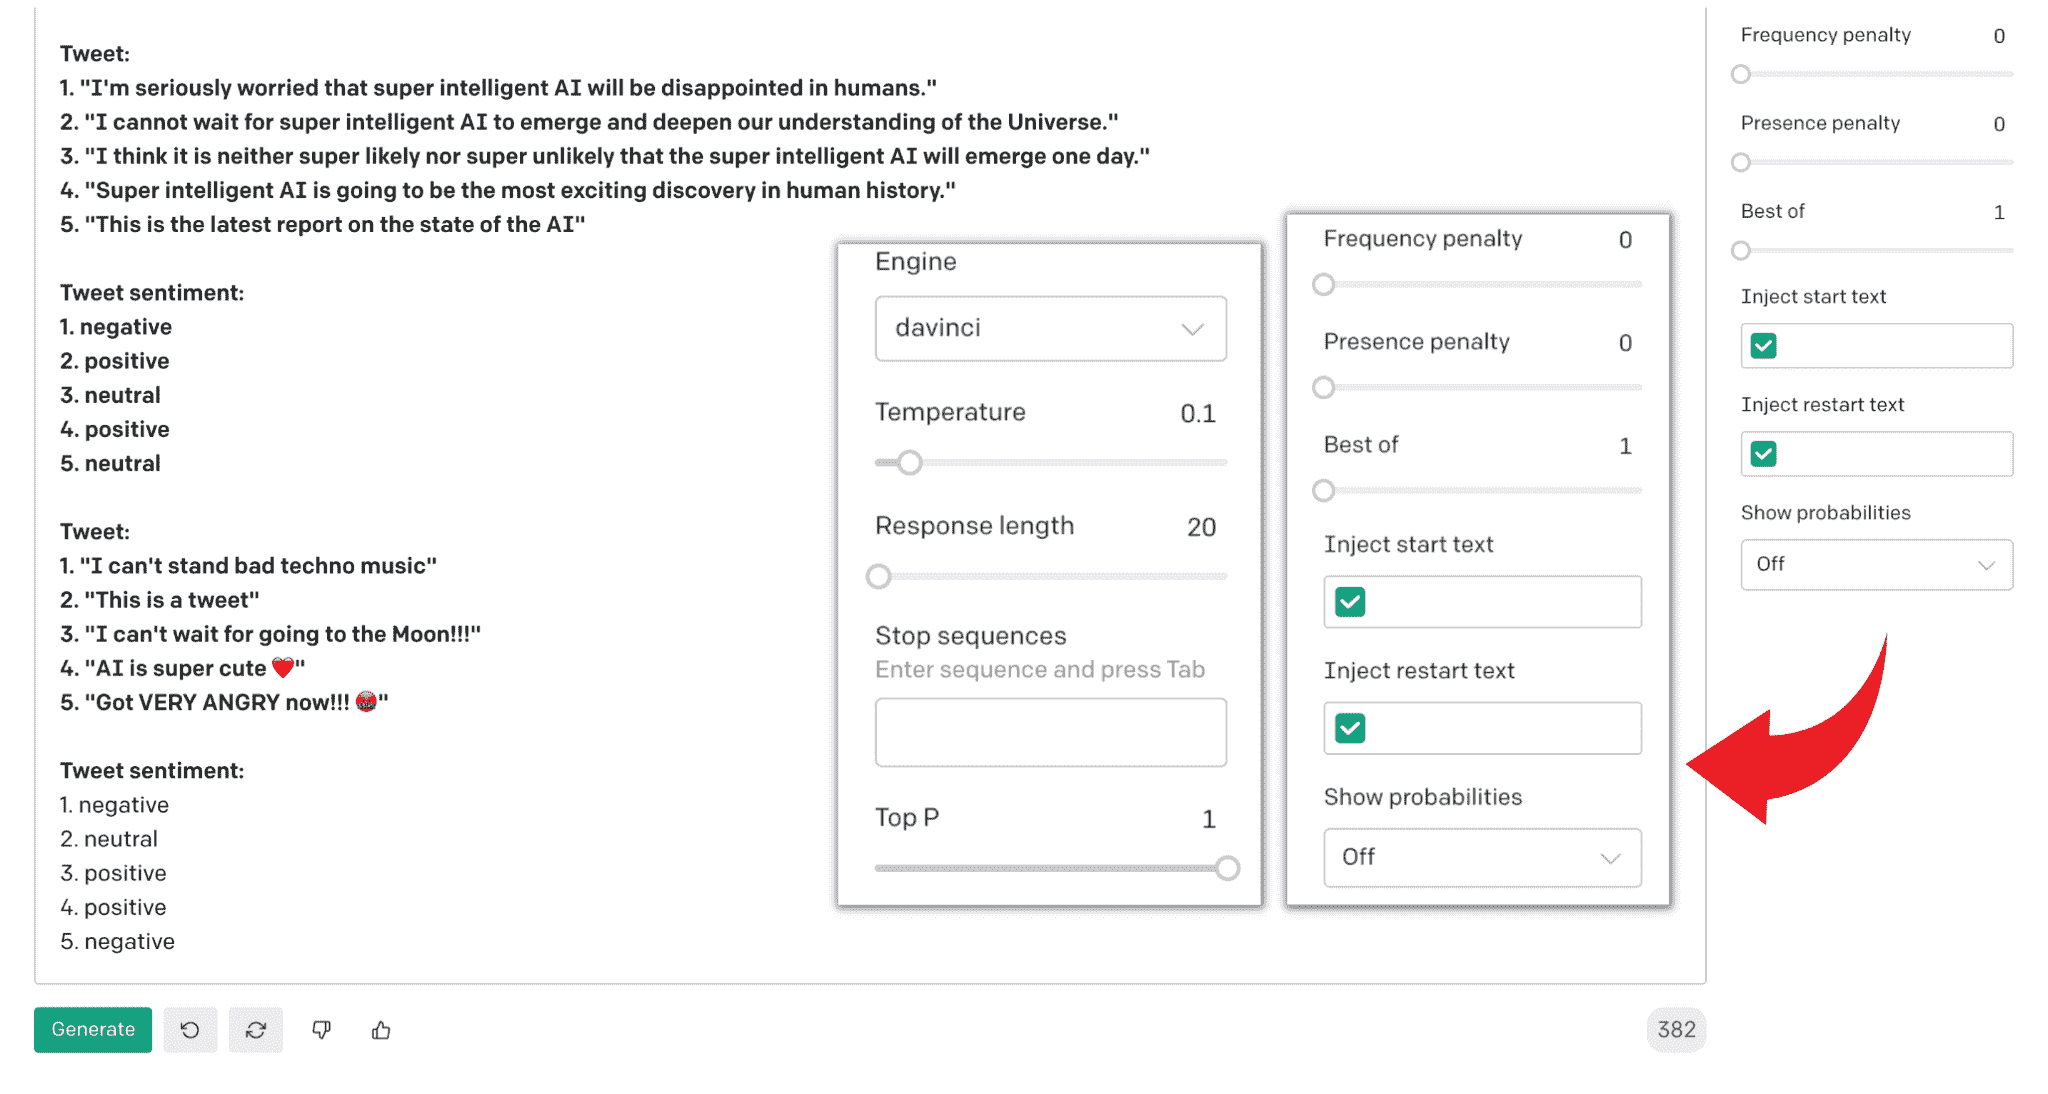 Tweet:
1. "I'm seriously worried that super intelligent AI will be disappointed in humans."
2. "I cannot wait for super intelligent AI to emerge and deepen our understanding of the Universe."
3. "I think it is neither super likely nor super unlikely that the super intelligent AI will emerge one day."
4. "Super intelligent AI is going to be the most exciting discovery in human history."
5. "This is the latest report on the state of the AI"
Tweet sentiment:
1. negative
2. positive
3. neutral
4. positive
5. neutral
Tweet:
1. "I can't stand bad techno music"
2. "This is a tweet"
3. "I can't wait for going to the Moon!!!"
4. "AI is super cute ❤️"
5. "Got VERY ANGRY now!!! 🤬"
Tweet sentiment:
1. negative
2. neutral
3. positive
4. positive
5. negative
Engine
davinci
Temperature 0.1
Response length 20
Stop sequences
Enter sequence and press Tab
Top P 1
Frequency penalty 0
Presence penalty 0
Best of 1
Inject start text
Inject restart text
Show probabilities
Off
Frequency penalty 0
Presence penalty 0
Best of 1
Inject start text
Inject restart text
Show probabilities
Off
Generate
382